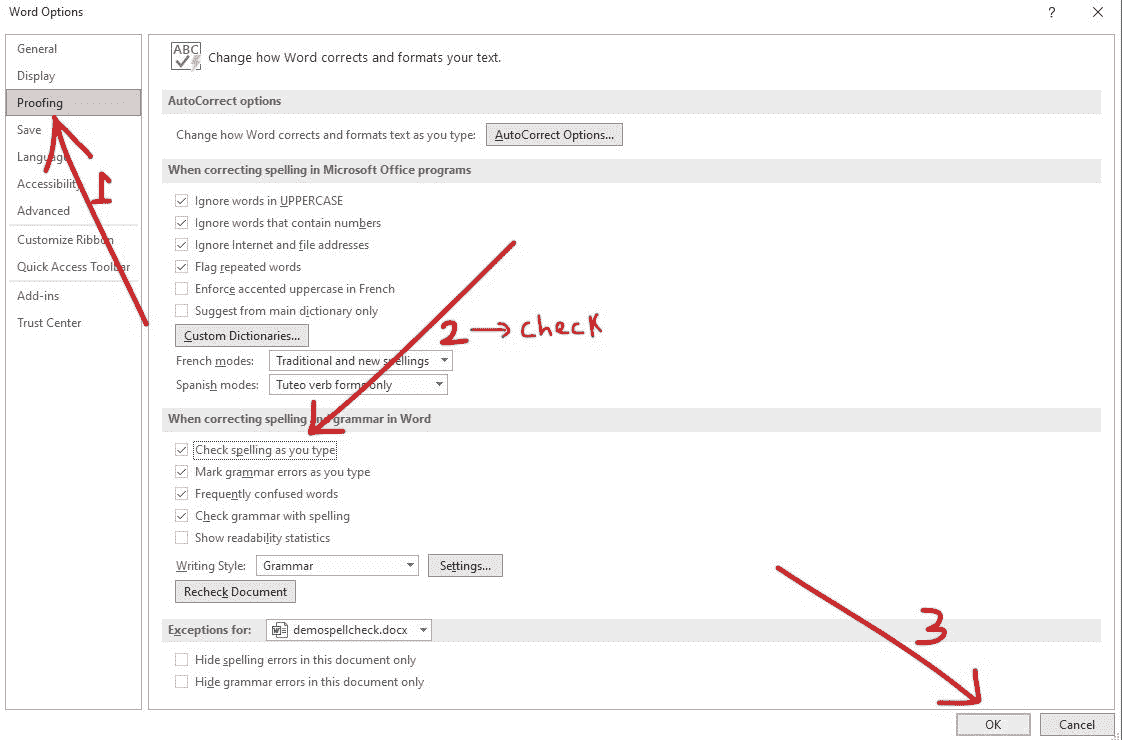 Word Options
?
General
Display
Proofing
Save
Language
Accessibility
Advanced
Customize Ribbon
Quick Access Toolbar
Add-ins
Trust Center
1
ABC
Change how Word corrects and formats your text.
AutoCorrect options
Change how Word corrects and formats text as you type: AutoCorrect Options...
When correcting spelling in Microsoft Office programs
Ignore words in UPPERCASE
Ignore words that contain numbers
Ignore Internet and file addresses
Flag repeated words
Enforce accented uppercase in French
Suggest from main dictionary only
Custom Dictionaries...
2 → check
French modes: Traditional and new spellings
Spanish modes: Tuteo verb forms only
When correcting spelling and grammar in Word
Check spelling as you type
Mark grammar errors as you type
Frequently confused words
Check grammar with spelling
Show readability statistics
Writing Style: Grammar Settings...
Recheck Document
Exceptions for: demospellcheck.docx
Hide spelling errors in this document only
Hide grammar errors in this document only
3
OK Cancel